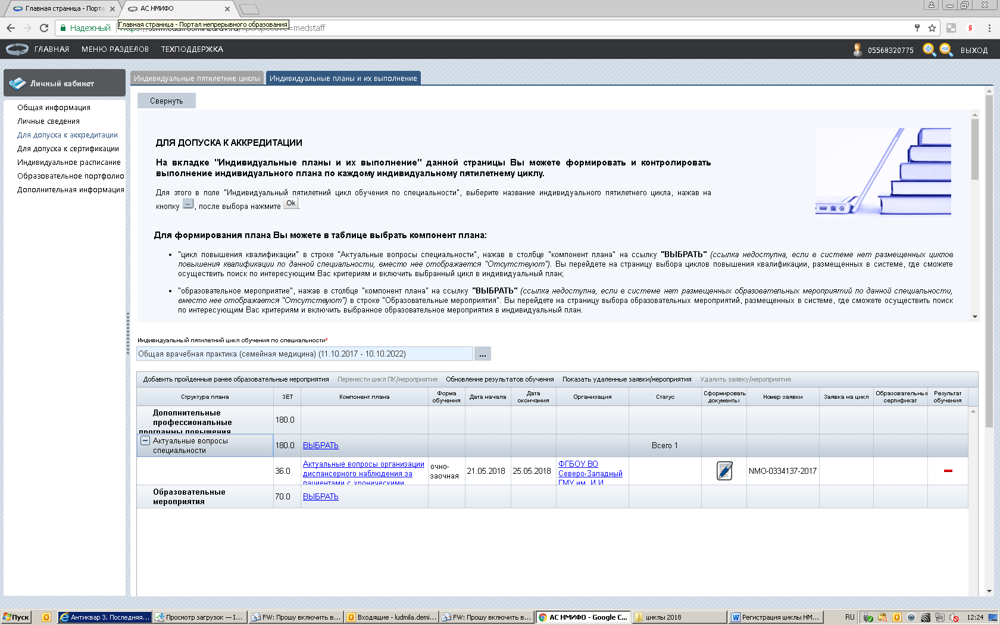 Главная страница - Порта
АС НМИФО
Надежный
Главная страница - Портал непрерывного образования
medstaff
ГЛАВНАЯ МЕНЮ РАЗДЕЛОВ ТЕХПОДДЕРЖКА
05568320775 ВЫХОД
Личный кабинет
Общая информация
Личные сведения
Для допуска к аккредитации
Для допуска к сертификации
Индивидуальное расписание
Образовательное портфолио
Дополнительная информация
Индивидуальные пятилетние циклы Индивидуальные планы и их выполнение
Свернуть
ДЛЯ ДОПУСКА К АККРЕДИТАЦИИ
На вкладке "Индивидуальные планы и их выполнение" данной страницы Вы можете формировать и контролировать
выполнение индивидуального плана по каждому индивидуальному пятилетнему циклу.
Для этого в поле "Индивидуальный пятилетний цикл обучения по специальности", выберите название индивидуального пятилетнего цикла, нажав на
кнопку ... , после выбора нажмите Ok .
Для формирования плана Вы можете в таблице выбрать компонент плана:
• "цикл повышения квалификации" в строке "Актуальные вопросы специальности", нажав в столбце "компонент плана" на ссылку "ВЫБРАТЬ" (ссылка недоступна, если в системе нет размещенных циклов
повышения квалификации по данной специальности, вместо нее отображается "Отсутствуют"). Вы перейдете на страницу выбора циклов повышения квалификации, размещенных в системе, где сможете
осуществить поиск по интересующим Вас критериям и включить выбранный цикл в индивидуальный план;
• "образовательное мероприятие", нажав в столбце "компонент плана" на ссылку "ВЫБРАТЬ" (ссылка недоступна, если в системе нет размещенных образовательных мероприятий по данной специальности,
вместо нее отображается "Отсутствуют") в строке "Образовательные мероприятия". Вы перейдете на страницу выбора образовательных мероприятий, размещенных в системе, где сможете осуществить поиск
по интересующим Вас критериям и включить выбранное образовательное мероприятие в индивидуальный план.
Индивидуальный пятилетний цикл обучения по специальности*
Общая врачебная практика (семейная медицина) (11.10.2017 - 10.10.2022) ...
Добавить пройденные ранее образовательные мероприятия Перенести цикл ПК/мероприятие Обновление результатов обучения Показать удаленные заявки/мероприятия Удалить заявку/мероприятия
Структура плана ЗЕТ Компонент плана Форма обучения Дата начала Дата окончания Организация Статус Сформировать документы Номер заявки Заявка на цикл Образовательны сертификат Результат обучения
Дополнительные
профессиональные
программы повышения
180.0
Актуальные вопросы
специальности
180.0 ВЫБРАТЬ Всего 1
36.0
Актуальные вопросы организации
диспансерного наблюдения за
пациентами с хроническими
очно-
заочная
21.05.2018 25.05.2018
ФГБОУ ВО
Северо-Западный
ГМУ им. И.И.
NMO-0334137-2017
Образовательные
мероприятия
70.0 ВЫБРАТЬ
Пуск Антиквар 3. Последняя... Просмотр загрузок — I... FW: Прошу включить в... Входящие - ludmila.demi... FW: Прошу включить в... АС НМИФО - Google C... циклы 2018 Регистрация циклы НМ... RU 12:24